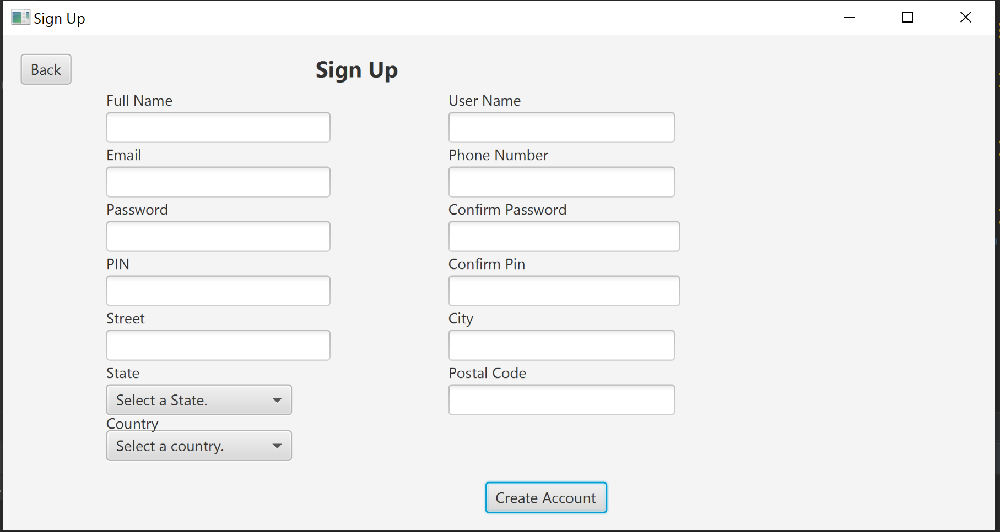 Sign Up
Back
Sign Up
Full Name
User Name
Email
Phone Number
Password
Confirm Password
PIN
Confirm Pin
Street
City
State
Postal Code
Select a State.
Country
Select a country.
Create Account